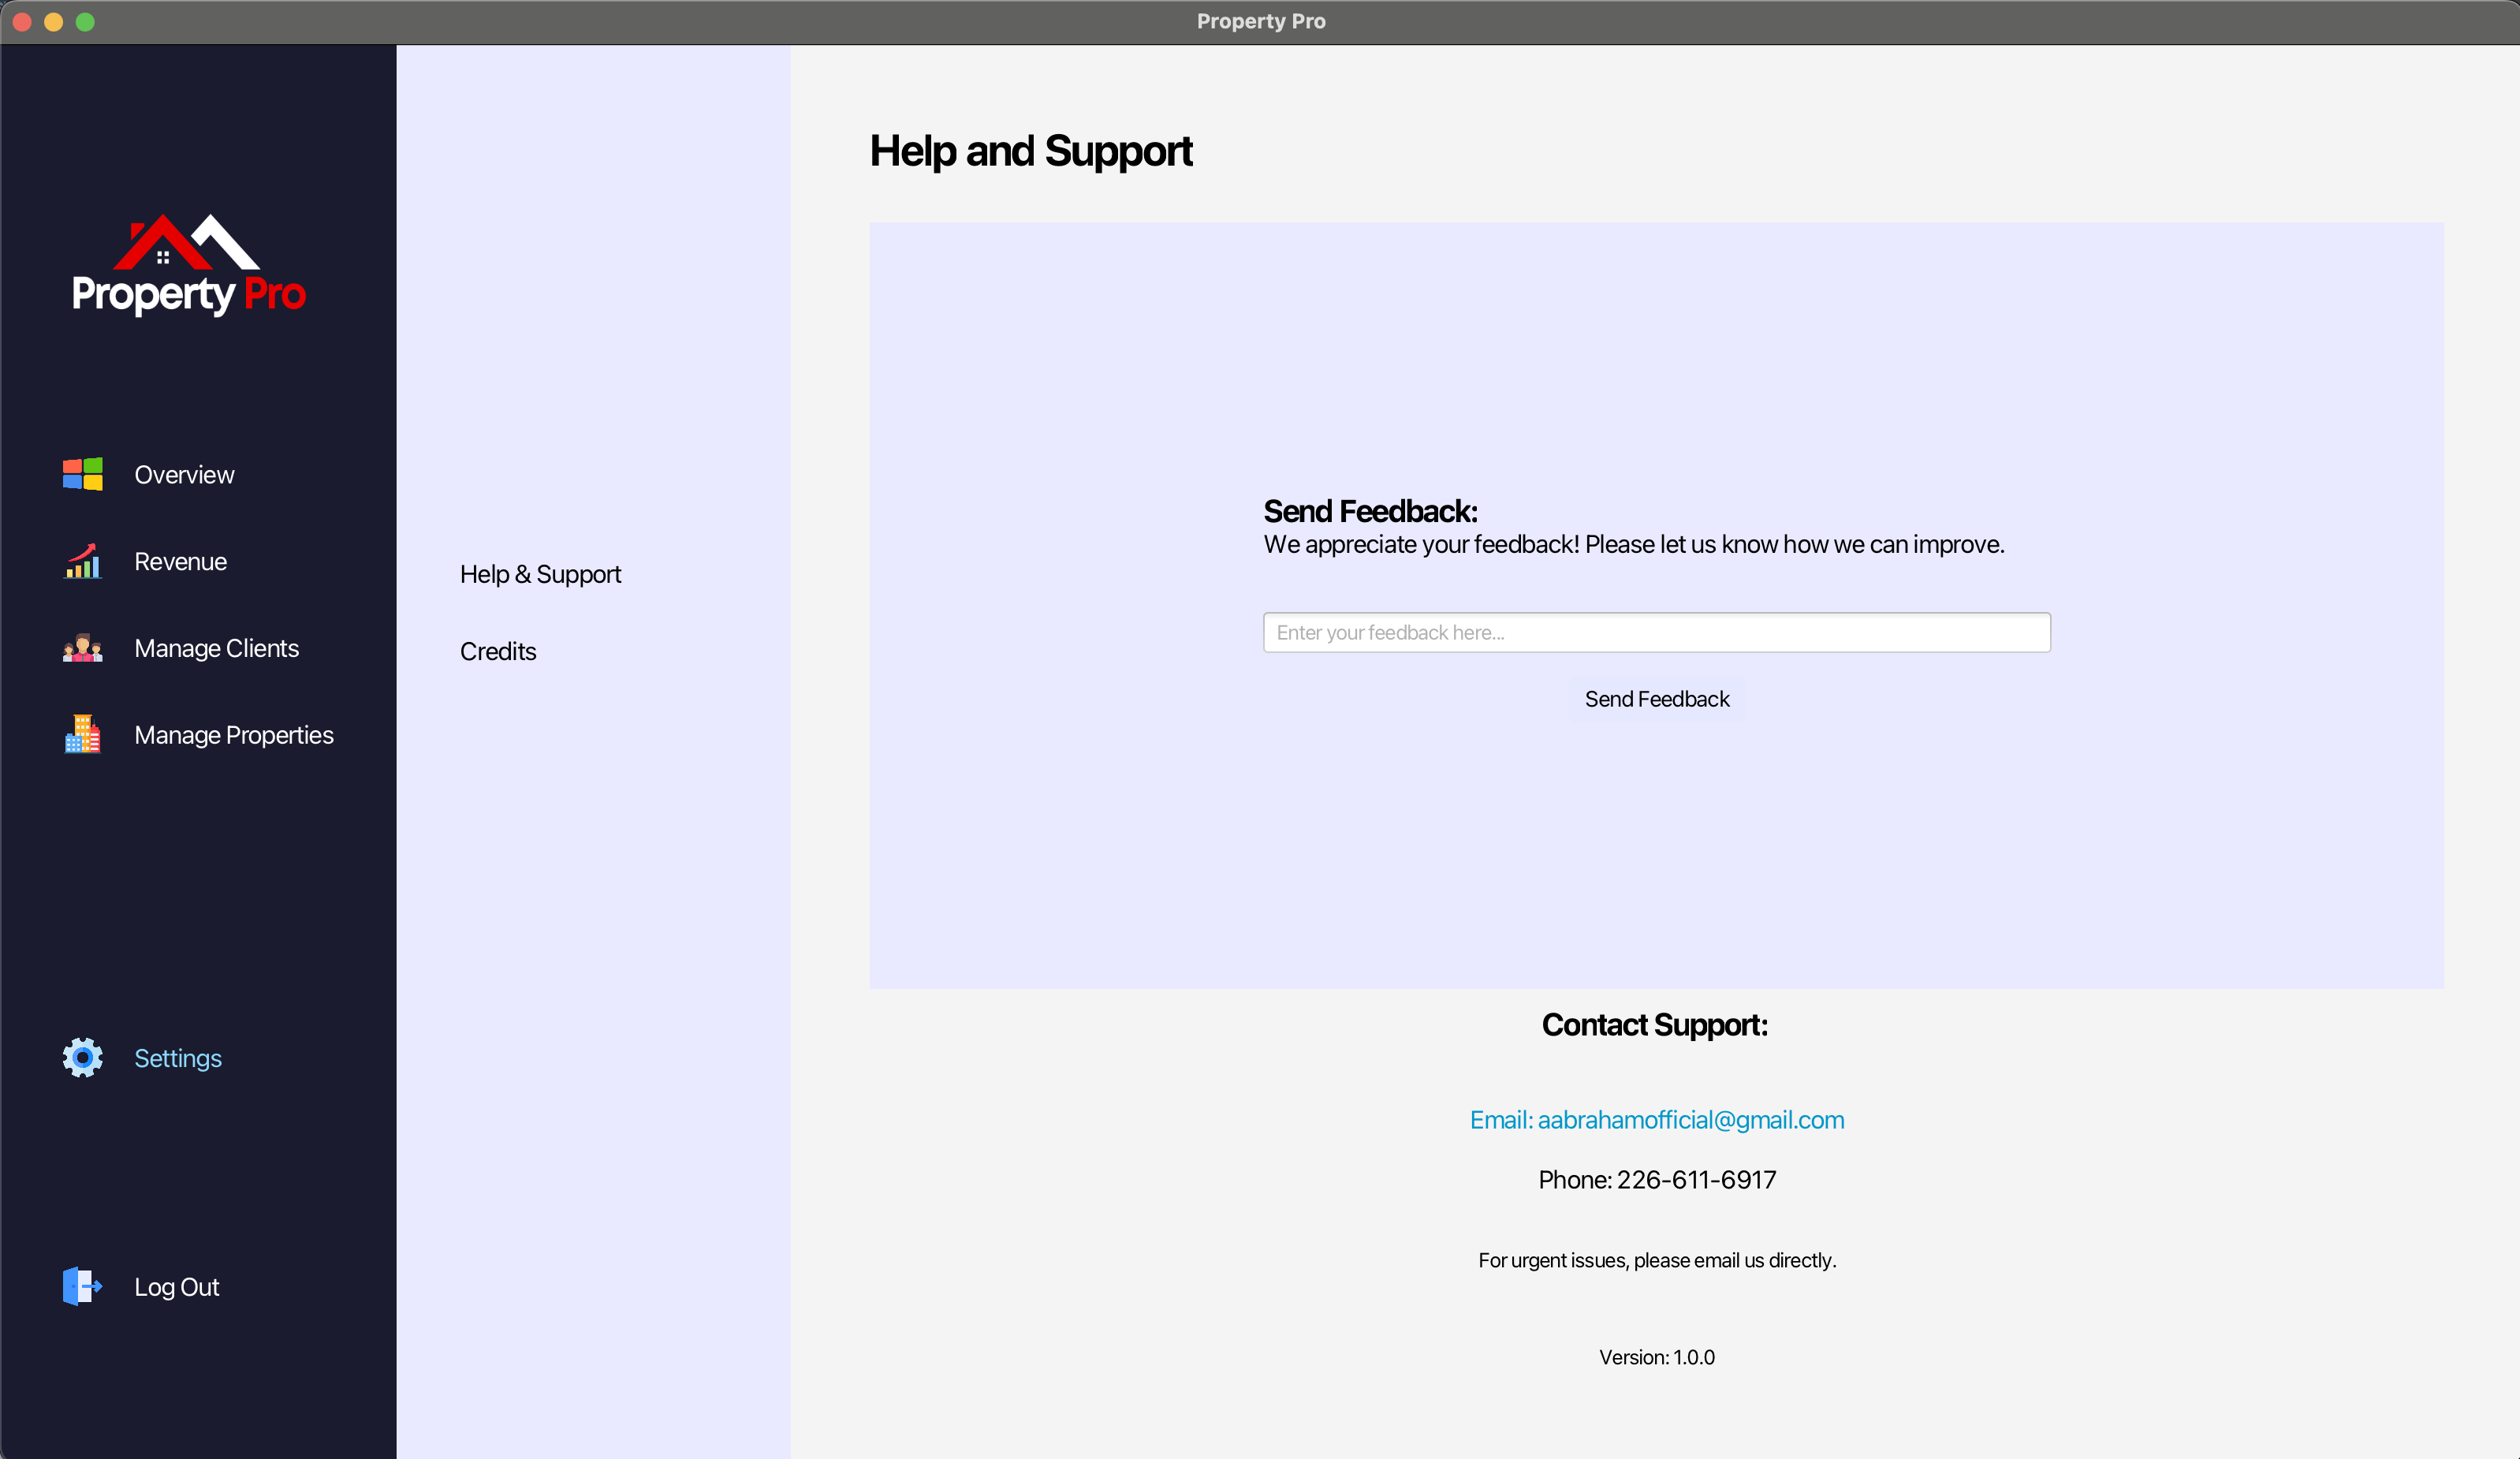 Property Pro
Property Pro
Overview
Revenue
Manage Clients
Manage Properties
Settings
Log Out
Help & Support
Credits
Help and Support
Send Feedback:
We appreciate your feedback! Please let us know how we can improve.
Enter your feedback here...
Send Feedback
Contact Support:
Email: aabrahamofficial@gmail.com
Phone: 226-611-6917
For urgent issues, please email us directly.
Version: 1.0.0